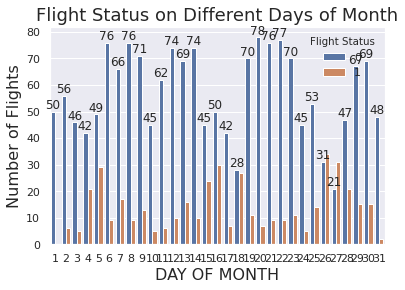 Flight Status on Different Days of Month
Number of Flights
80
70
60
50
40
30
20
10
0
50 56 46 42 49 76 66 76 71 45 62 74 69 74 45 50 42 28 70 78 76 77 70 45 53 31 21 47 67 69 48
Flight Status
1
1 2 3 4 5 6 7 8 9 10 11 12 13 14 15 16 17 18 19 20 21 22 23 24 25 26 27 28 29 30 31
DAY OF MONTH